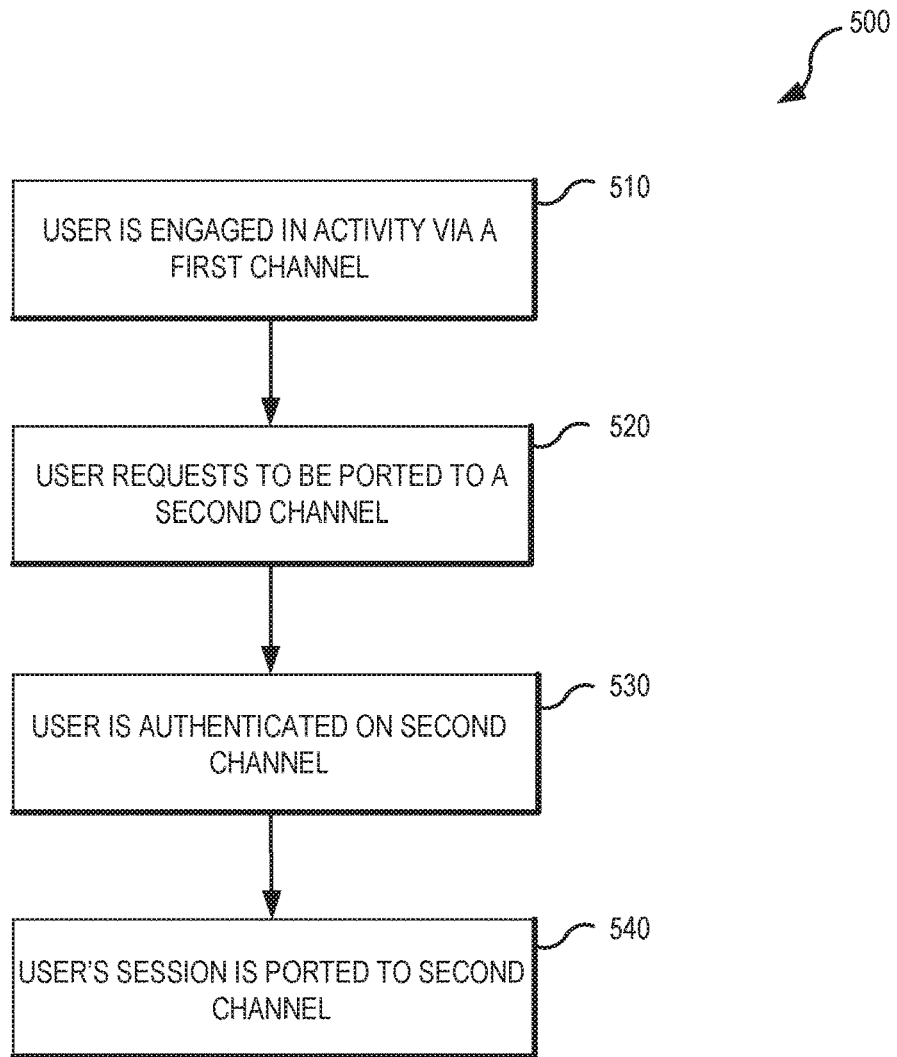 500
510
USER IS ENGAGED IN ACTIVITY VIA A
FIRST CHANNEL
520
USER REQUESTS TO BE PORTED TO A
SECOND CHANNEL
530
USER IS AUTHENTICATED ON SECOND
CHANNEL
540
USER'S SESSION IS PORTED TO SECOND
CHANNEL